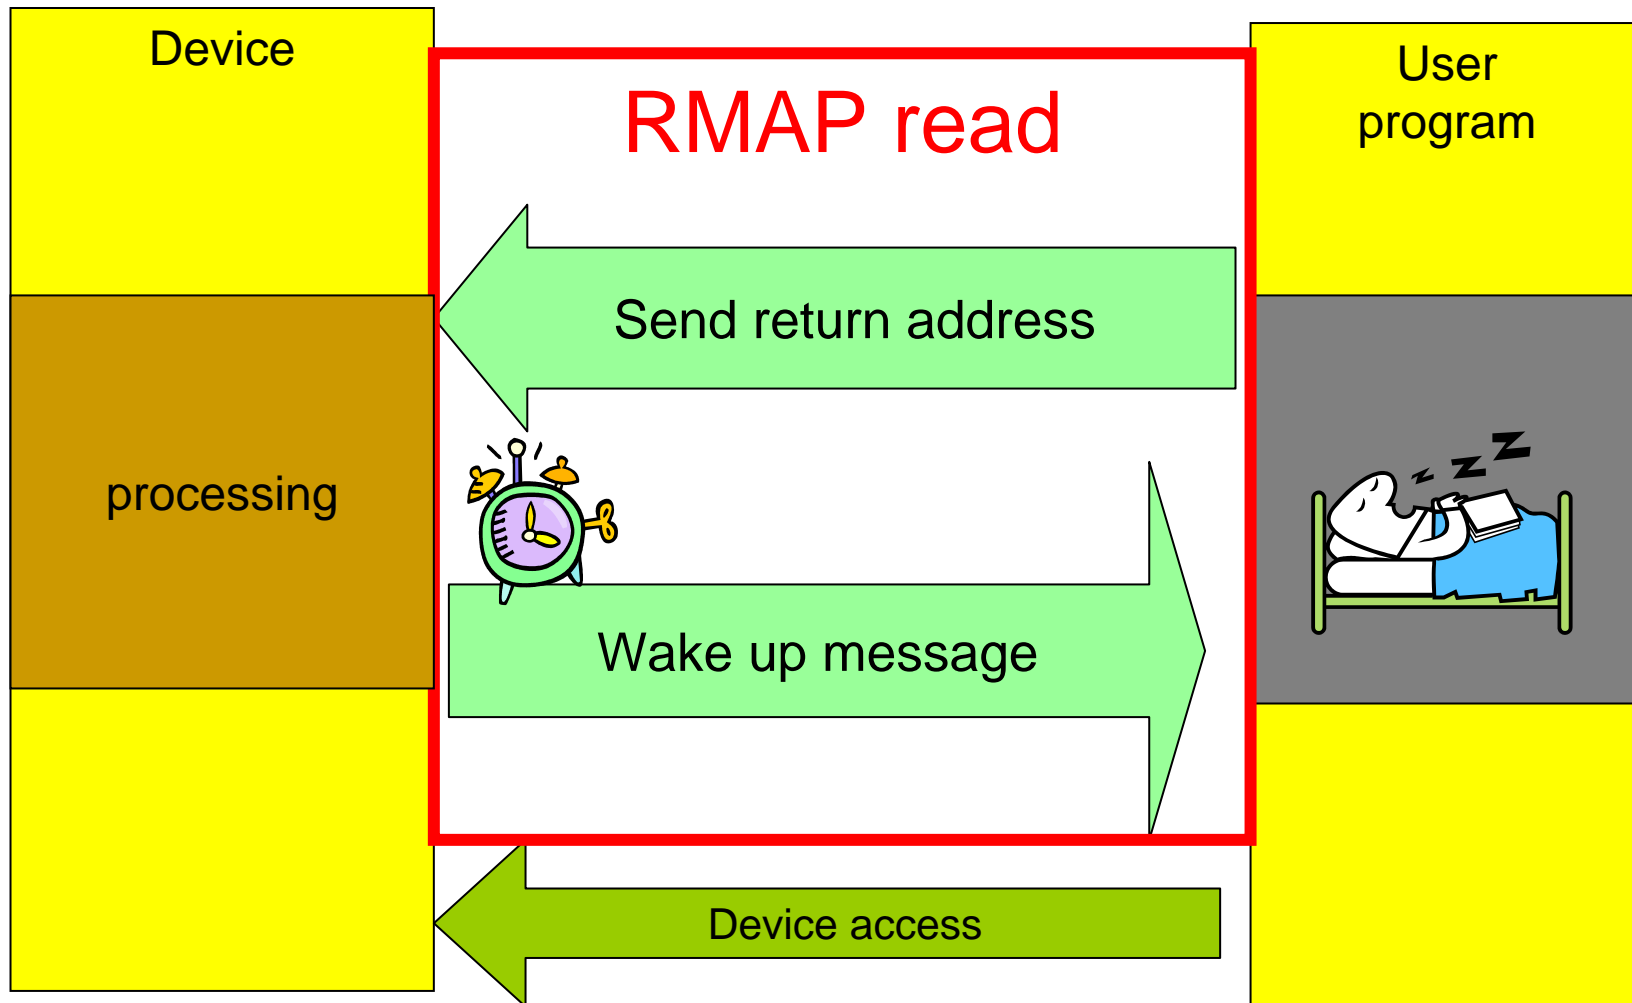 Device
RMAP read
User
program
Send return address
processing
z z z
Wake up message
Device access